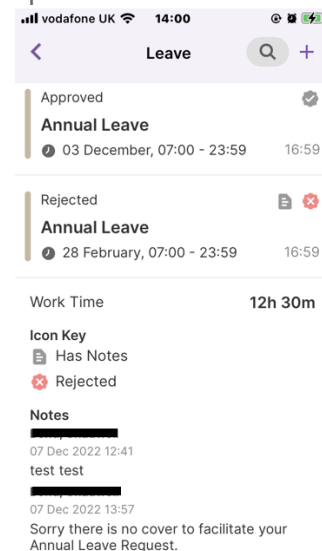 vodafone UK 14:00
Leave
Approved
Annual Leave
03 December, 07:00 - 23:59 16:59
Rejected
Annual Leave
28 February, 07:00 - 23:59 16:59
Work Time 12h 30m
Icon Key
Has Notes
Rejected
Notes
07 Dec 2022 12:41
test test
07 Dec 2022 13:57
Sorry there is no cover to facilitate your
Annual Leave Request.